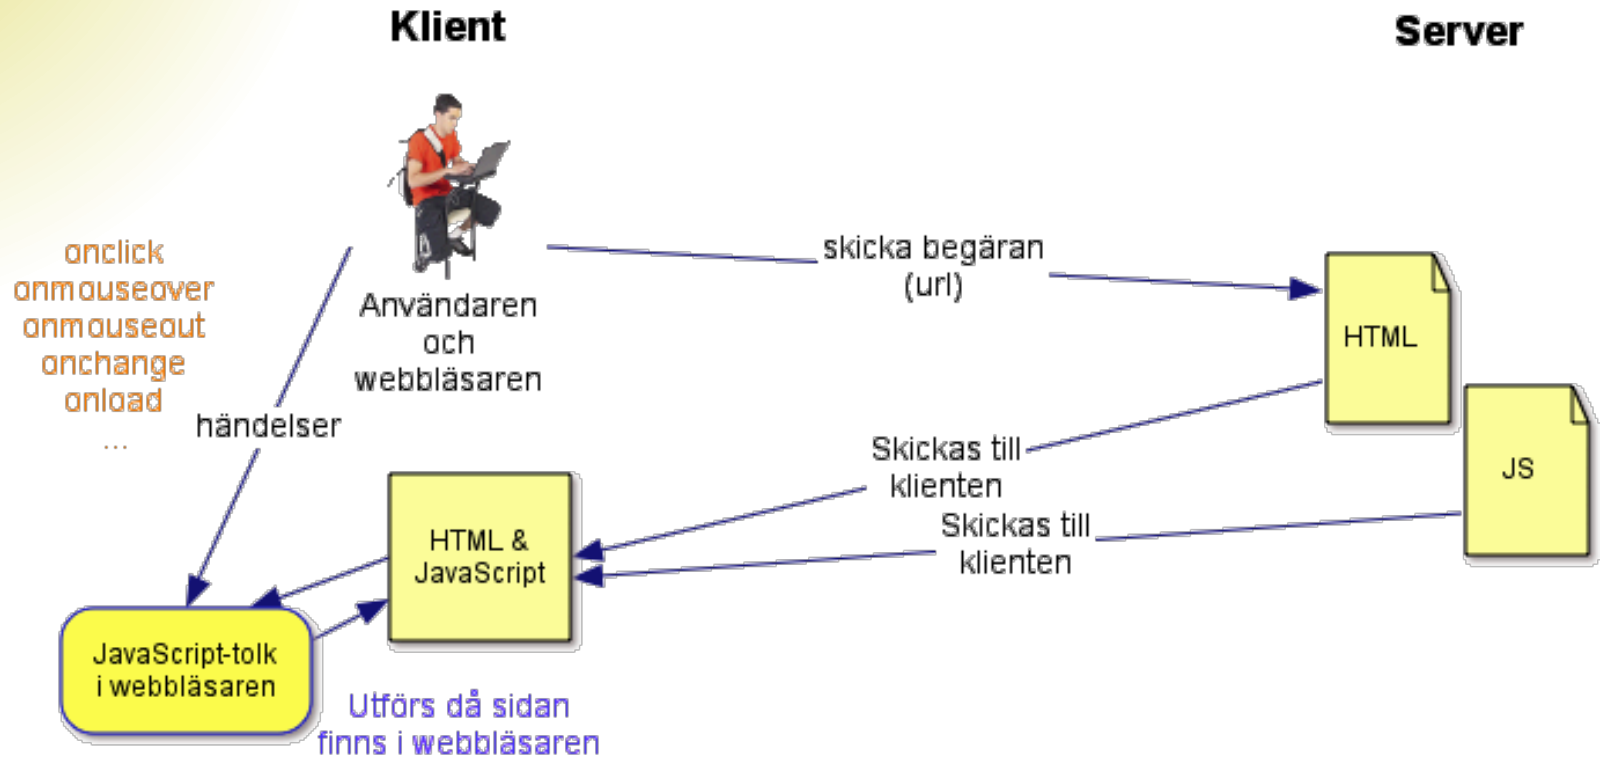 Klient
Server
onclick
onmouseover
onmouseout
onchange
onload
...
Användaren
och
webbläsaren
skicka begäran
(url)
händelser
HTML
JS
Skickas till
klienten
Skickas till
klienten
HTML &
JavaScript
JavaScript-tolk
i webbläsaren
Utförs då sidan
finns i webbläsaren